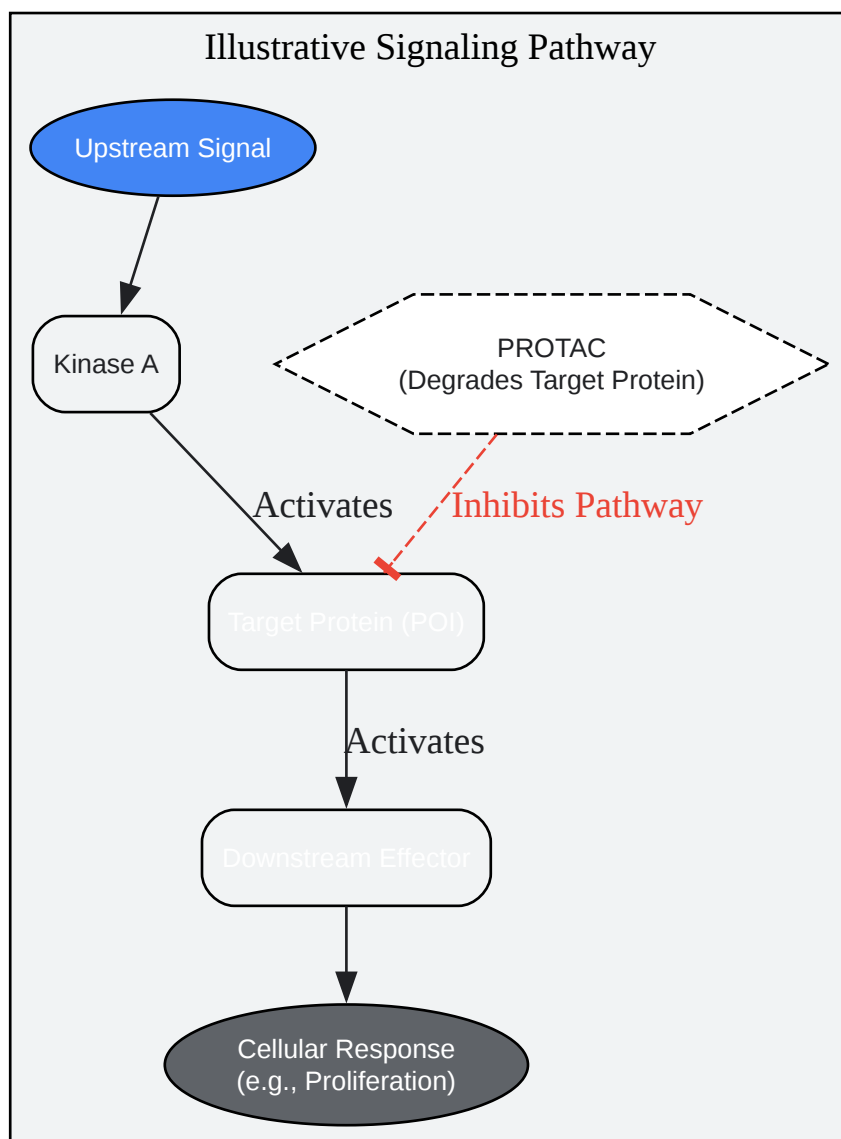 Illustrative Signaling Pathway
Upstream Signal
Kinase A
PROTAC
(Degrades Target Protein)
Activates
Inhibits Pathway
Target Protein (POI)
Activates
Downstream Effector
Cellular Response
(e.g., Proliferation)